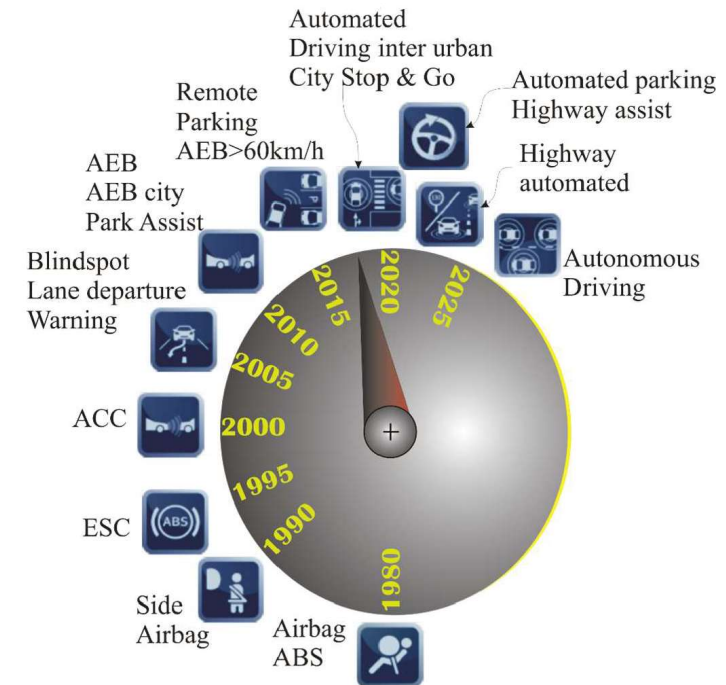 Automated
Driving inter urban
City Stop & Go
Automated parking
Highway assist
Remote
Parking
AEB>60km/h
Highway
automated
AEB
AEB city
Park Assist
Autonomous
Driving
Blindspot
Lane departure
Warning
ACC
ESC
ABS
Side
Airbag
Airbag
ABS
1980
1990
1995
2000
2005
2010
2015
2020
2025